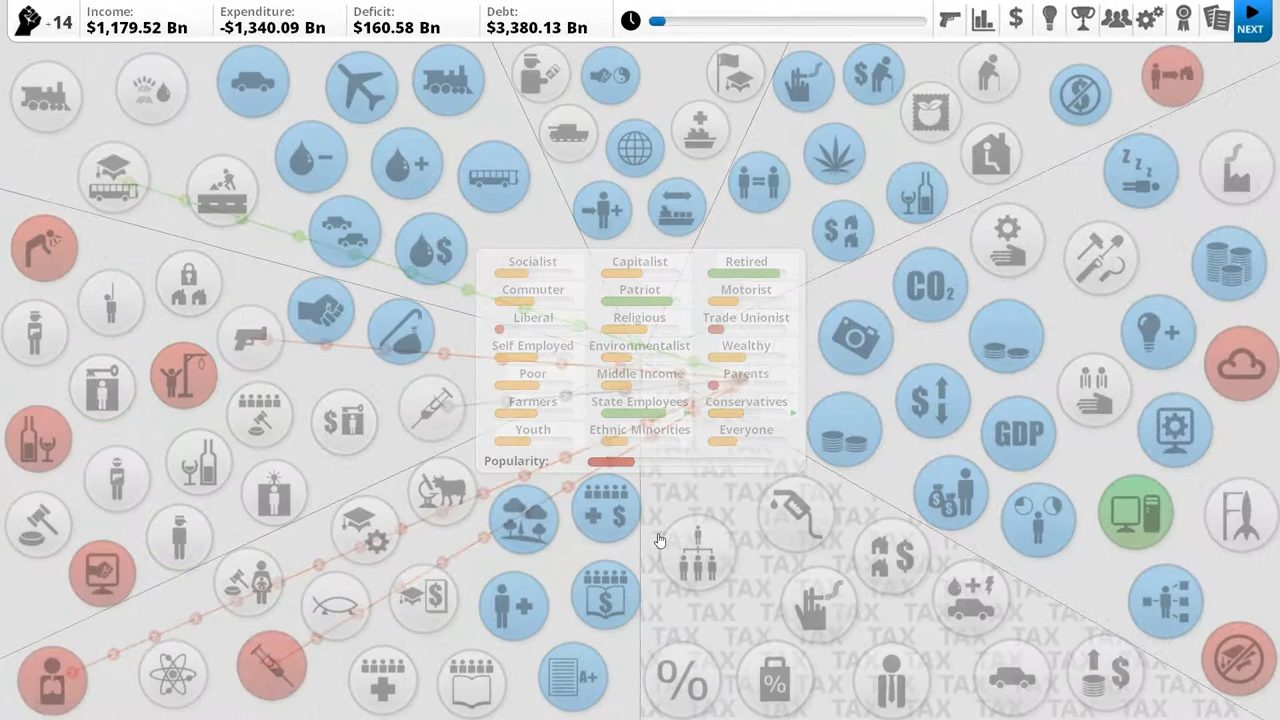 14
Income:
$1,179.52 Bn
Expenditure:
-$1,340.09 Bn
Deficit:
$160.58 Bn
Debt:
$3,380.13 Bn
NEXT
Socialist
Capitalist
Retired
Commuter
Patriot
Motorist
Liberal
Religious
Trade Unionist
Self Employed
Environmentalist
Wealthy
Poor
Middle Income
Parents
Farmers
State Employees
Conservatives
Youth
Ethnic Minorities
Everyone
Popularity:
CO₂
GDP
Z Z Z
A+
%
TAX TAX TAX